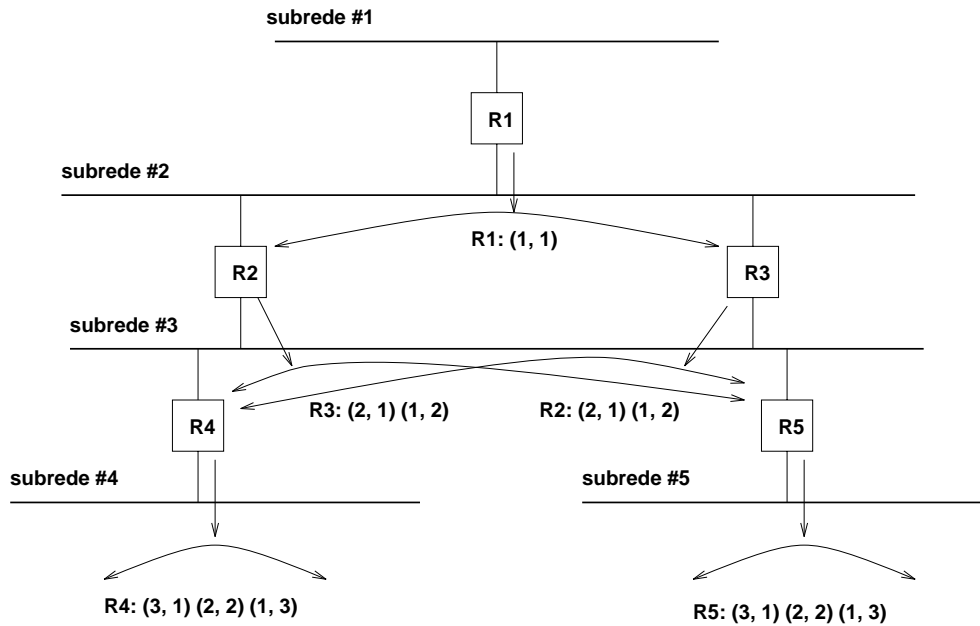 subrede #1
R1
subrede #2
R1: (1, 1)
R2
R3
subrede #3
R3: (2, 1) (1, 2)
R2: (2, 1) (1, 2)
R4
R5
subrede #4
subrede #5
R4: (3, 1) (2, 2) (1, 3)
R5: (3, 1) (2, 2) (1, 3)